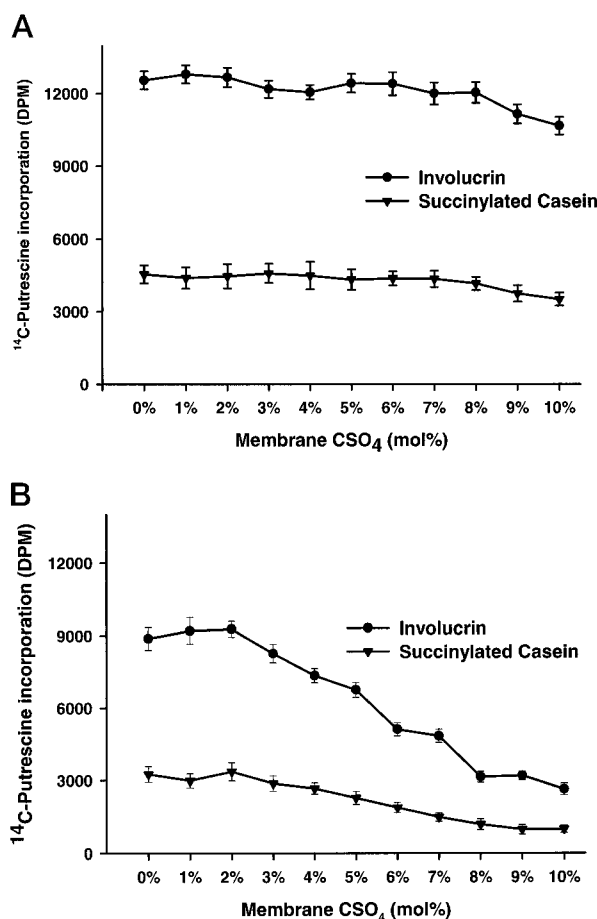 A
¹⁴C-Putrescine incorporation (DPM)
12000
9000
6000
3000
0
Involucrin
Succinylated Casein
0% 1% 2% 3% 4% 5% 6% 7% 8% 9% 10%
Membrane CSO₄ (mol%)
B
¹⁴C-Putrescine incorporation (DPM)
12000
9000
6000
3000
0
Involucrin
Succinylated Casein
0% 1% 2% 3% 4% 5% 6% 7% 8% 9% 10%
Membrane CSO₄ (mol%)